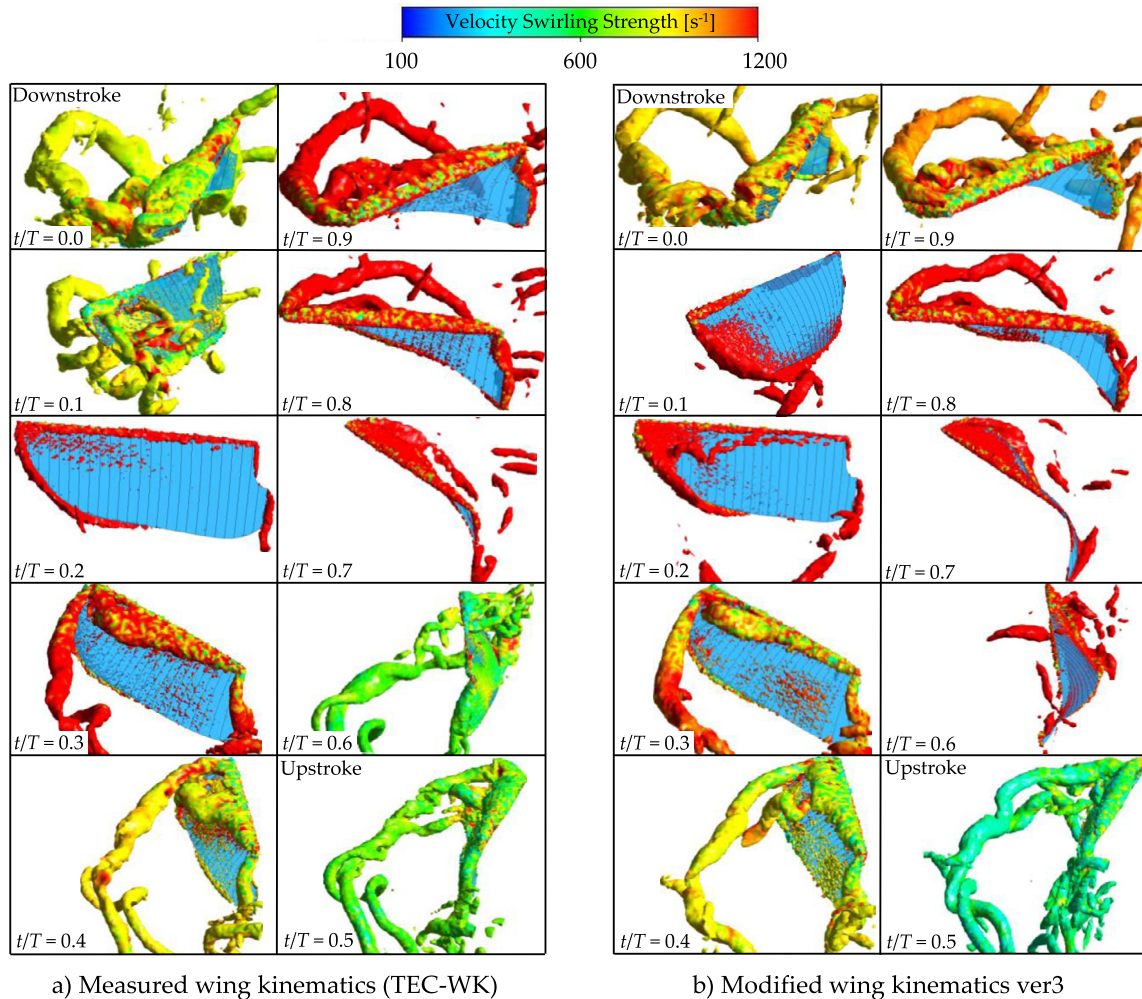 Velocity Swirling Strength [s⁻¹]
100 600 1200
Downstroke
t/T = 0.0
t/T = 0.9
t/T = 0.1
t/T = 0.8
t/T = 0.2
t/T = 0.7
t/T = 0.3
t/T = 0.6
Upstroke
t/T = 0.4
t/T = 0.5
a) Measured wing kinematics (TEC-WK)
Downstroke
t/T = 0.0
t/T = 0.9
t/T = 0.1
t/T = 0.8
t/T = 0.2
t/T = 0.7
t/T = 0.3
t/T = 0.6
Upstroke
t/T = 0.4
t/T = 0.5
b) Modified wing kinematics ver3